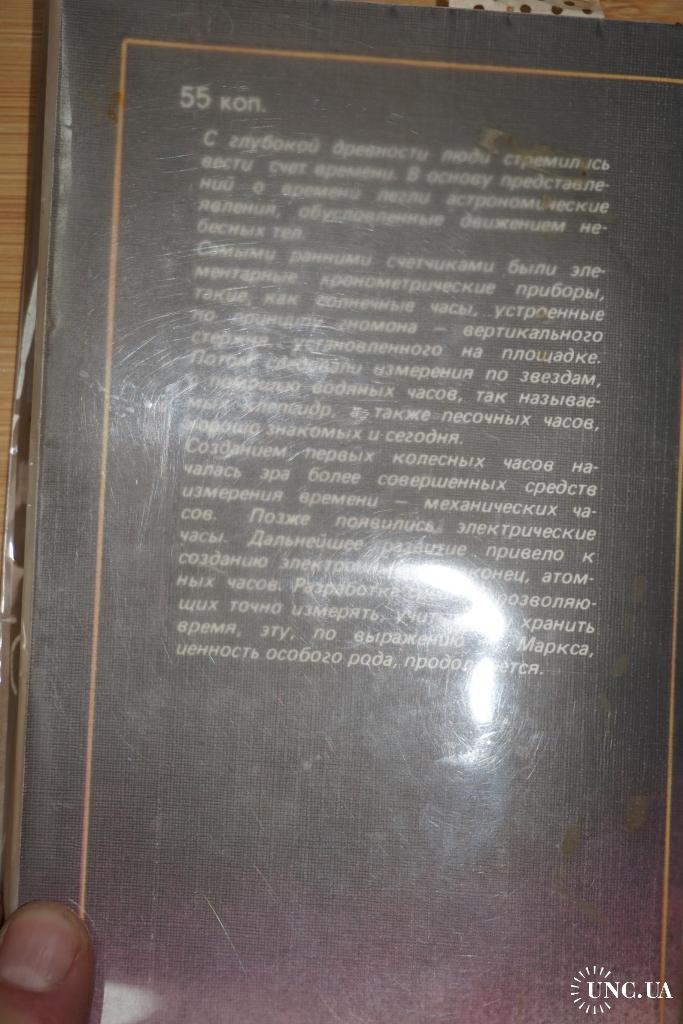 55 коп.
С глубокой древности люди стремились
вести счет времени. В основу представле-
ний о времени легли астрономические
явления, обусловленные движением не-
бесных тел.
Самыми ранними счетчиками были эле-
ментарные хронометрические приборы,
такие, как солнечные часы, устроенные
по принципу гномона – вертикального
стержня, установленного на площадке.
Потом следовали измерения по звездам,
с помощью водяных часов, так называе-
мых клепсидр, а также песочных часов,
хорошо знакомых и сегодня.
Созданием первых колесных часов на-
чалась эра более совершенных средств
измерения времени – механических ча-
сов. Позже появились электрические
часы. Дальнейшее развитие привело к
созданию атом-
ных часов. Разработка
щих точно измерять, хранить
время, эту, по выражению Маркса,
ценность особого рода, продолжается.
UNC.UA